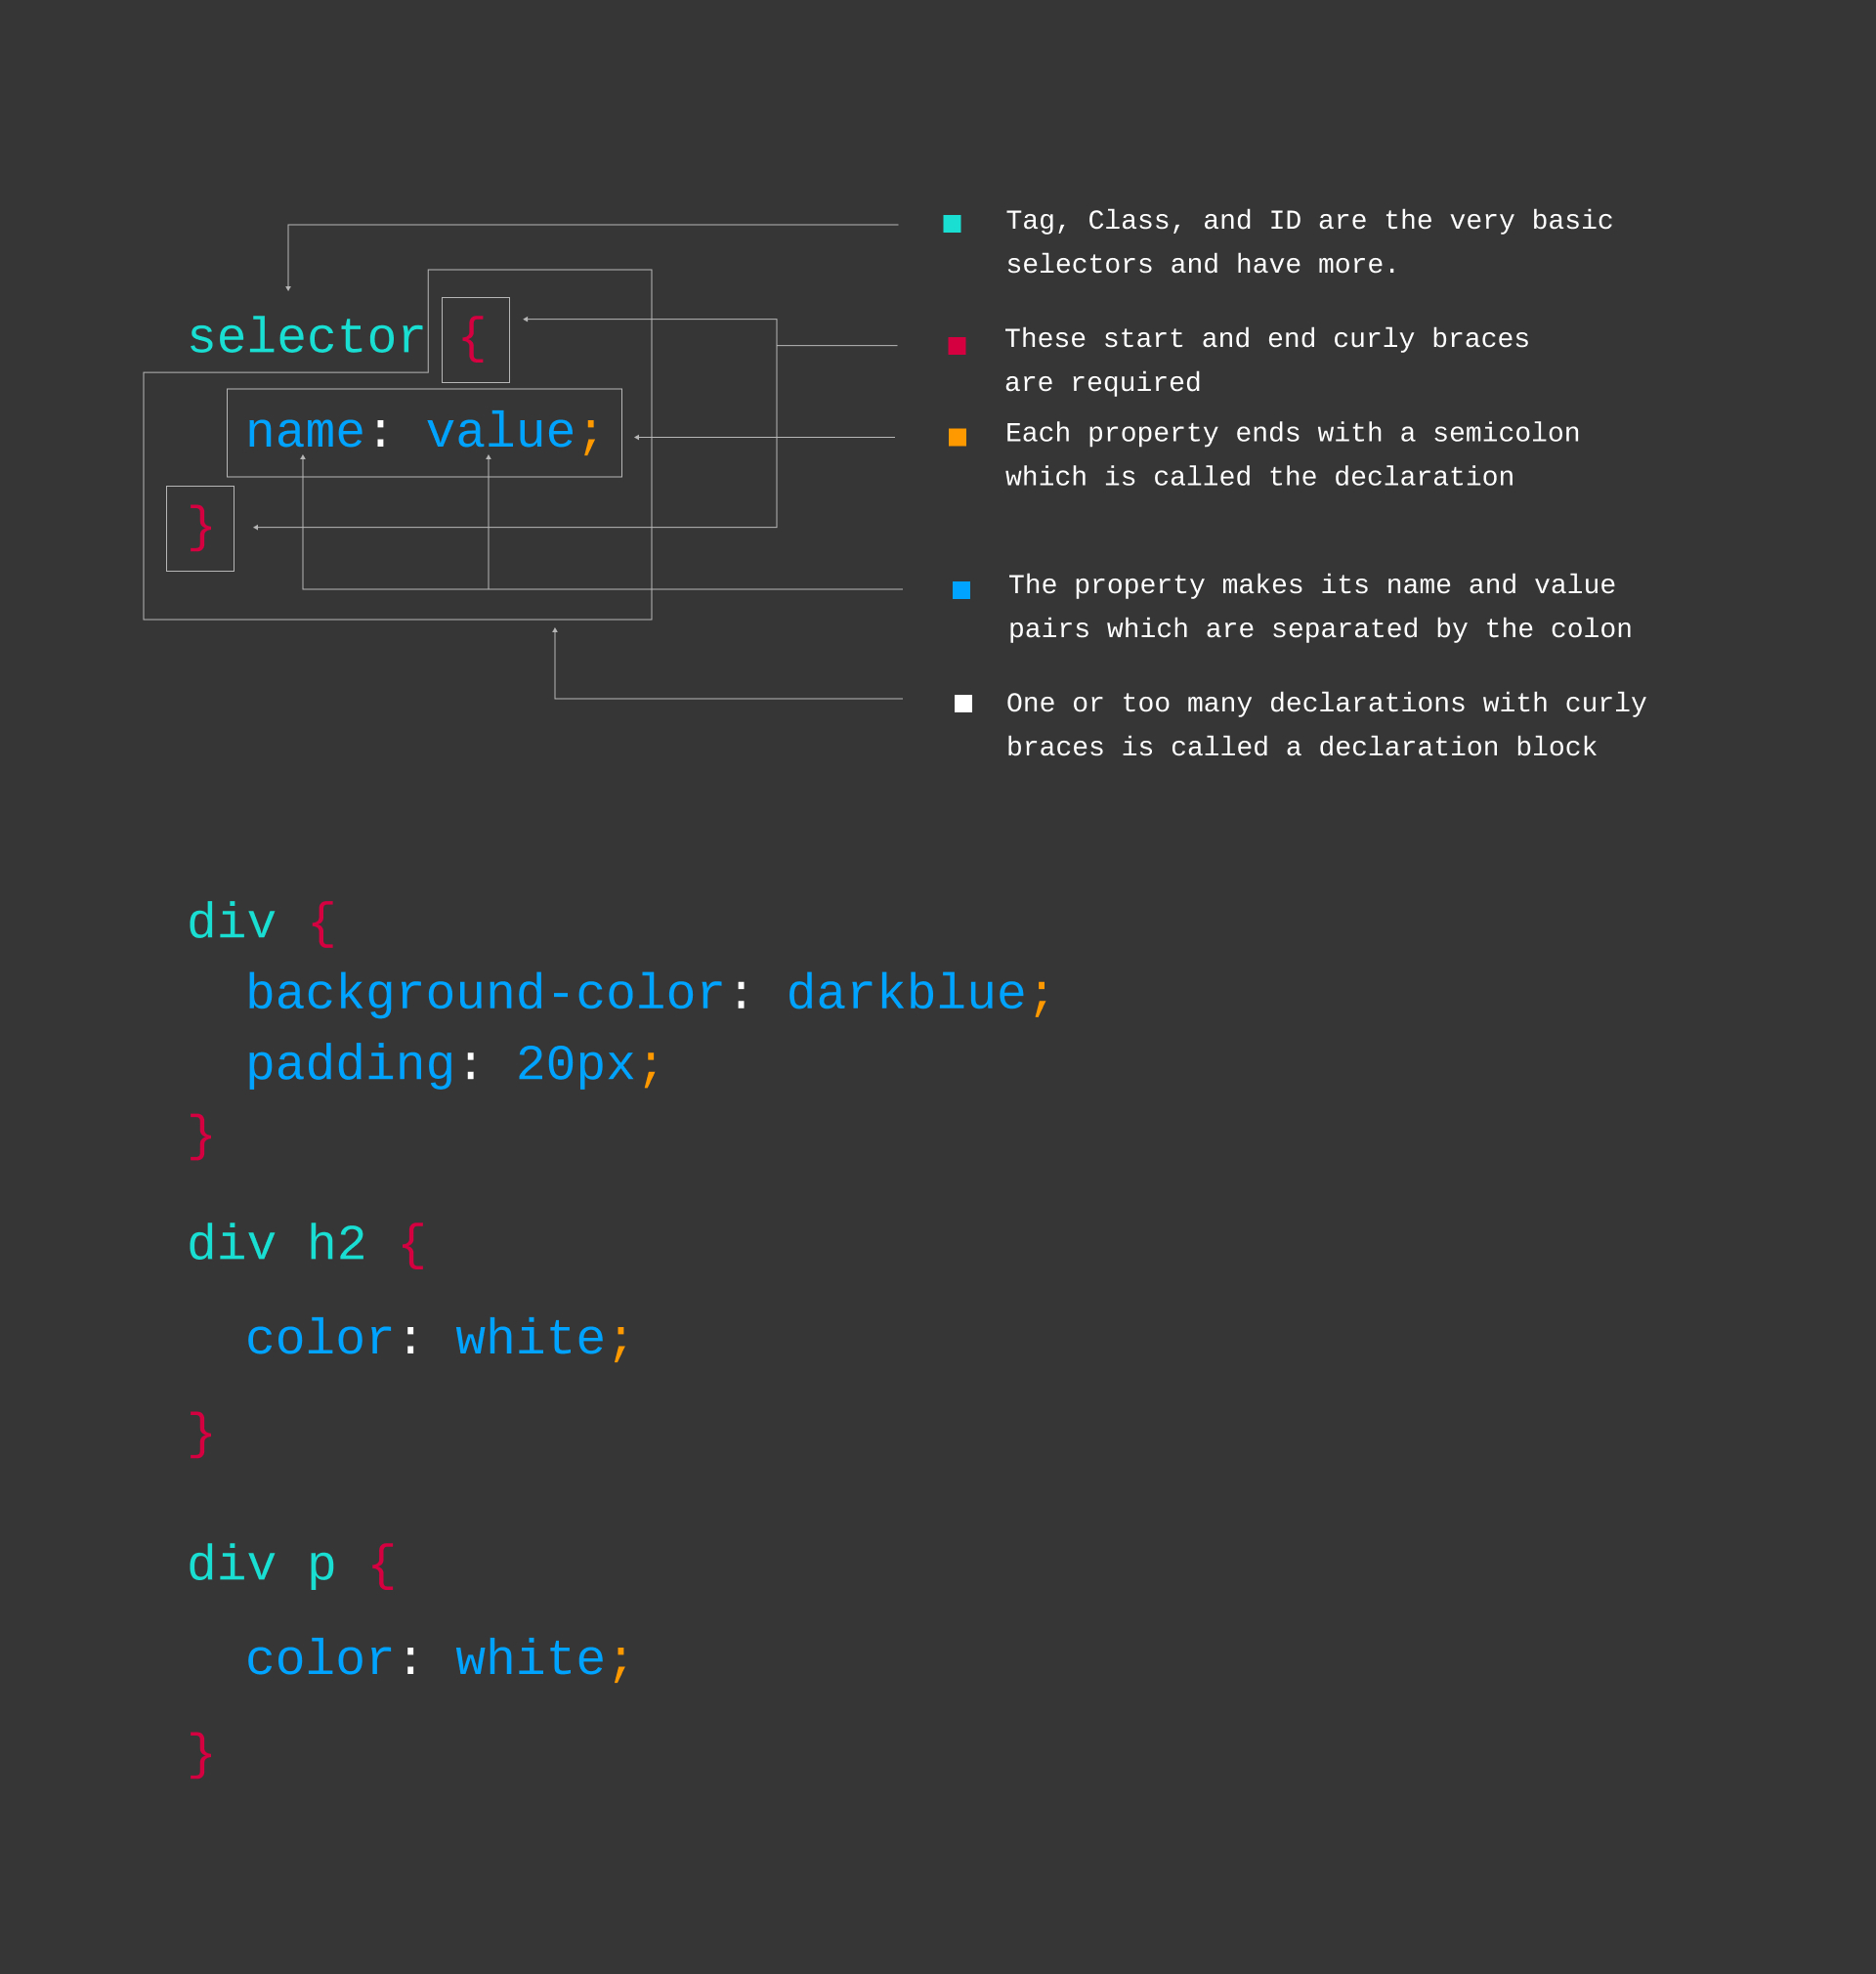 Tag, Class, and ID are the very basic
selectors and have more.
selector {
These start and end curly braces
are required
name: value;
Each property ends with a semicolon
which is called the declaration
}
The property makes its name and value
pairs which are separated by the colon
One or too many declarations with curly
braces is called a declaration block
div {
background-color: darkblue;
padding: 20px;
}
div h2 {
color: white;
}
div p {
color: white;
}